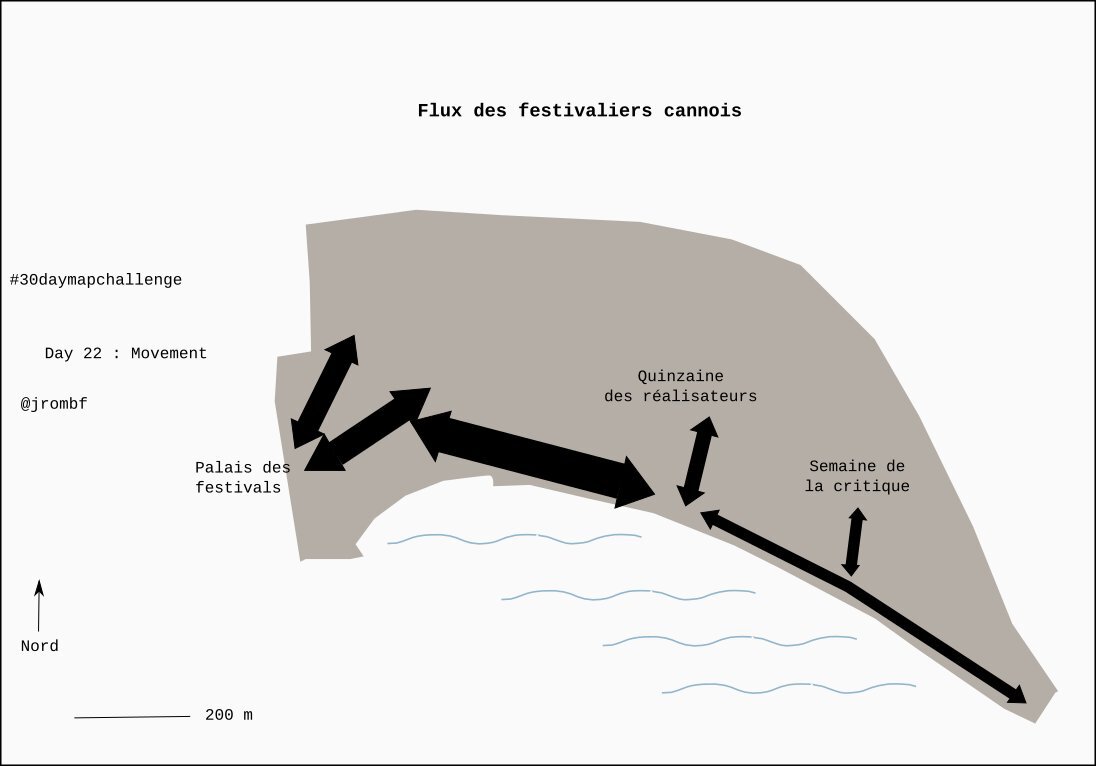 Flux des festivaliers cannois
#30daymapchallenge
Day 22 : Movement
@jrombf
Quinzaine
des réalisateurs
Palais des
festivals
Semaine de
la critique
Nord
200 m